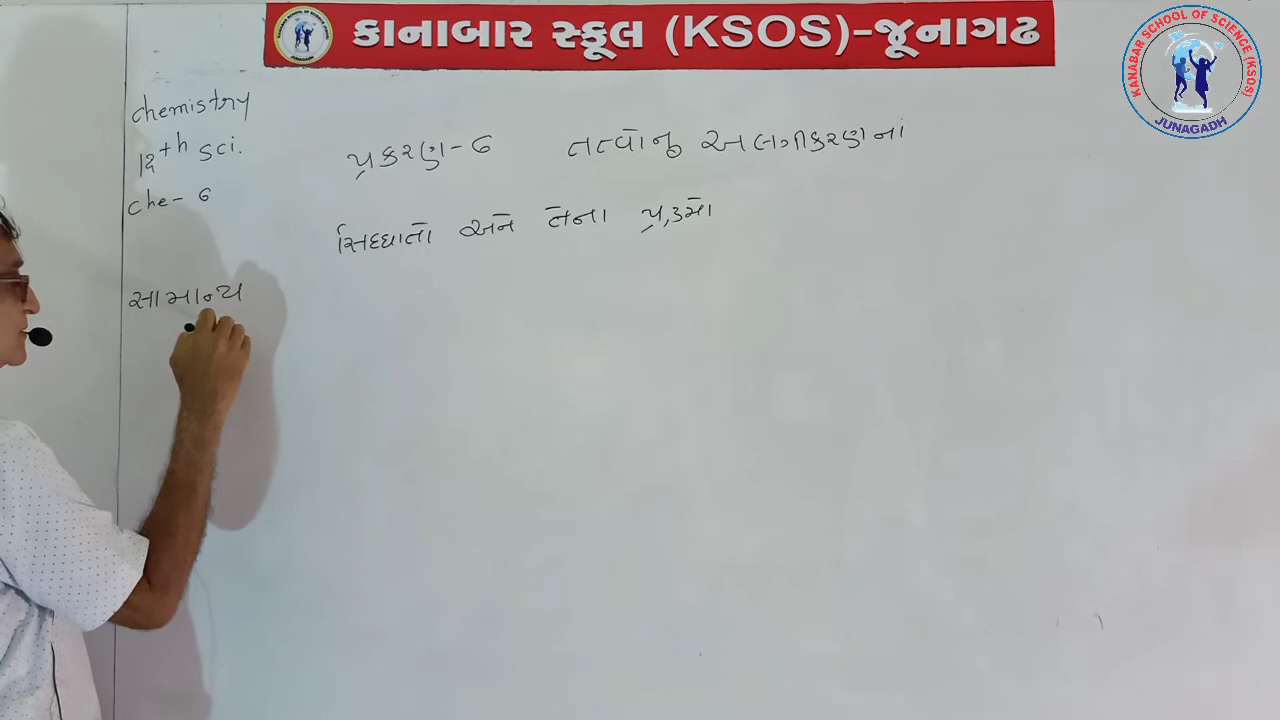 કાનાબાર સ્કૂલ (KSOS)-જૂનાગઢ
KANABAR SCHOOL OF SCIENCE (KSOS)
JUNAGADH
chemistry
12th sci.
che- 6
પ્રકરણ-૬ તત્વોનુ અલગીકરણનાં
સિધ્ધાતો અને તેના પ્રક્રમો
સામાન્ય